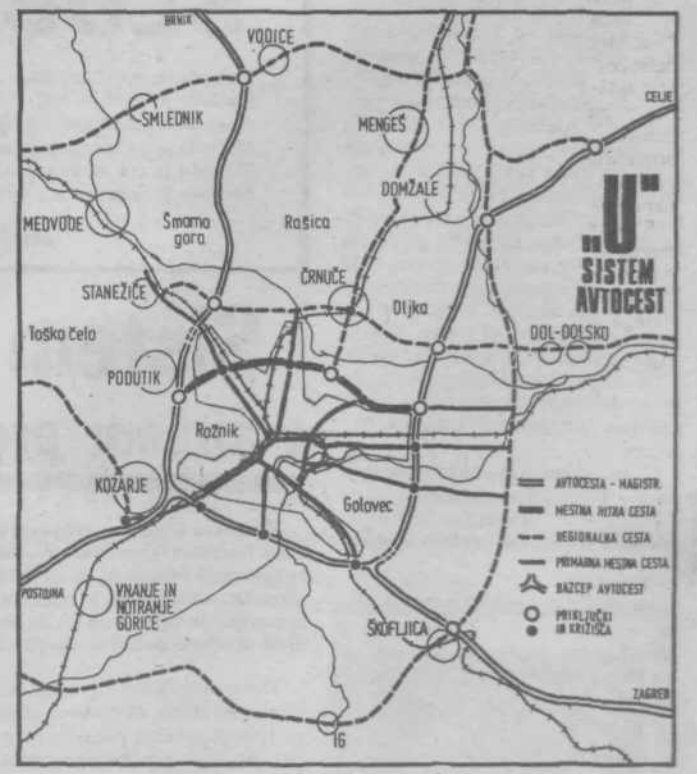 BRNIK
VODICE
CELJE
SMLEDNIK
MENGEŠ
DOMŽALE
„U"
SISTEM
AVTOCEST
MEDVODE
Šmarna
gora
Rašica
STANEŽIČE
ČRNUČE
Oljka
Toško čelo
DOL-DOLSKO
PODUTIK
Rožnik
KOZARJE
Golovec
AVTOCESTA - MAGISTR.
MESTNA HITRA CESTA
REGIONALNA CESTA
PRIMARNA MESTNA CESTA
RAZCEP AVTOCEST
PRIKLJUČKI
IN KRIŽIŠČA
POSTOJNA
VNANJE IN
NOTRANJE
GORICE
ŠKOFLJICA
ZAGREB
IG